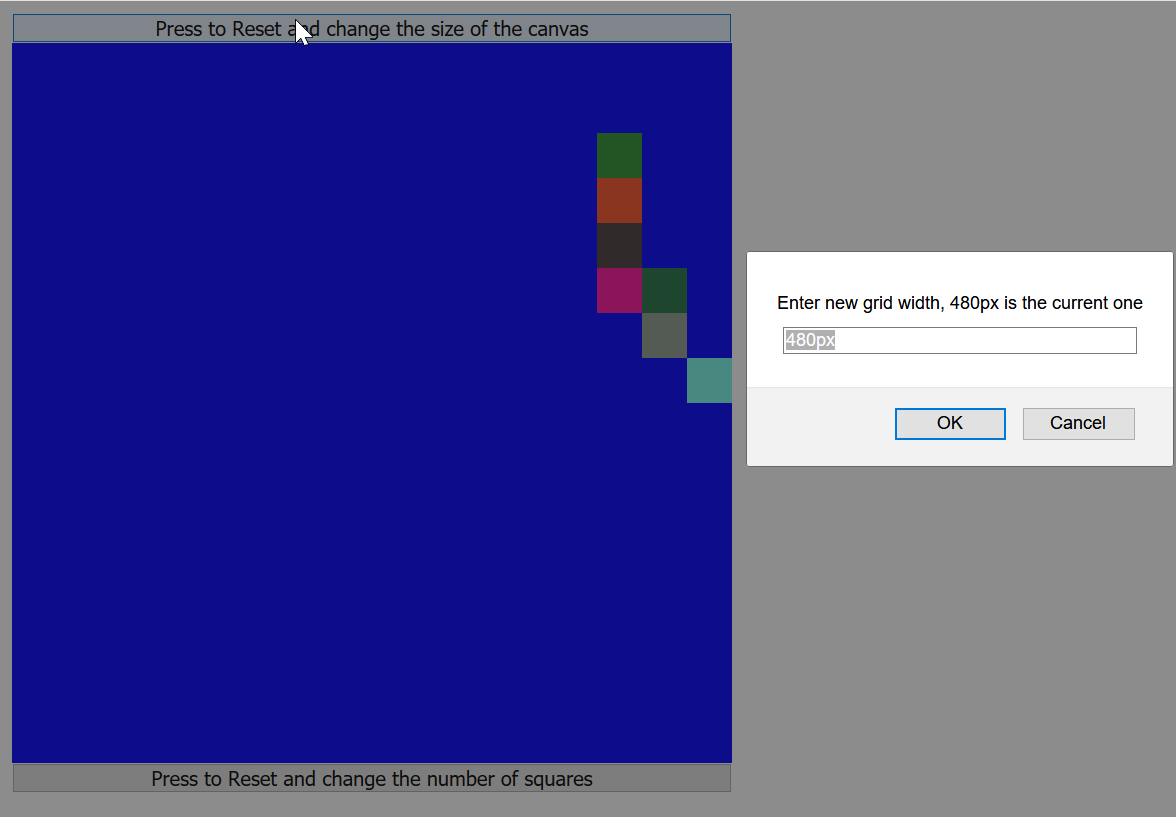 Press to Reset and change the size of the canvas
Enter new grid width, 480px is the current one
480px
OK
Cancel
Press to Reset and change the number of squares